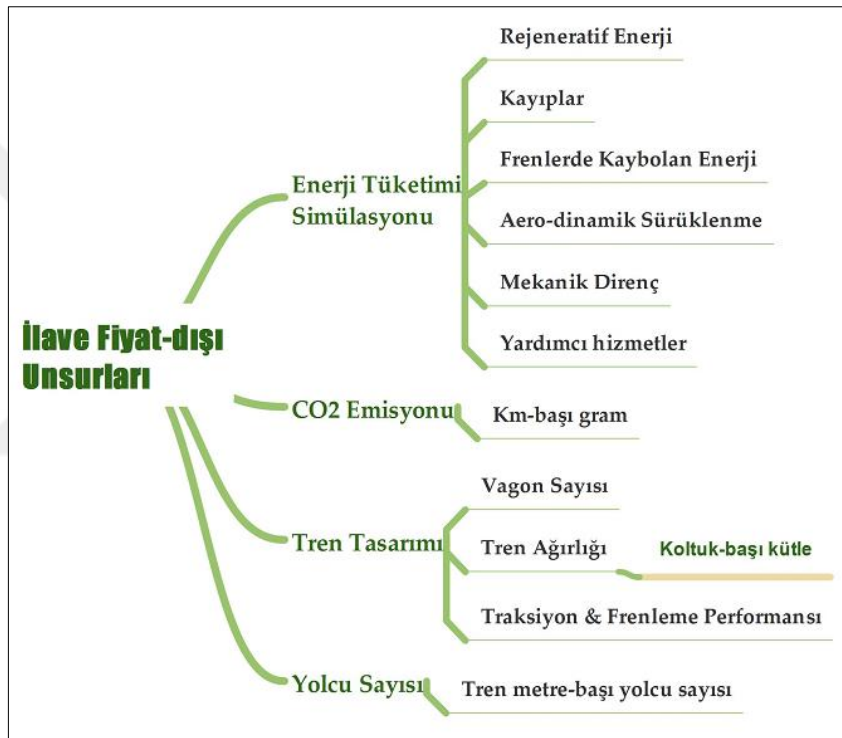 İlave Fiyat-dışı
Unsurları
Enerji Tüketimi
Simülasyonu
Rejeneratif Enerji
Kayıplar
Frenlerde Kaybolan Enerji
Aero-dinamik Sürüklenme
Mekanik Direnç
Yardımcı hizmetler
CO2 Emisyonu
Km-başı gram
Tren Tasarımı
Vagon Sayısı
Tren Ağırlığı
Koltuk-başı kütle
Traksiyon & Frenleme Performansı
Yolcu Sayısı
Tren metre-başı yolcu sayısı